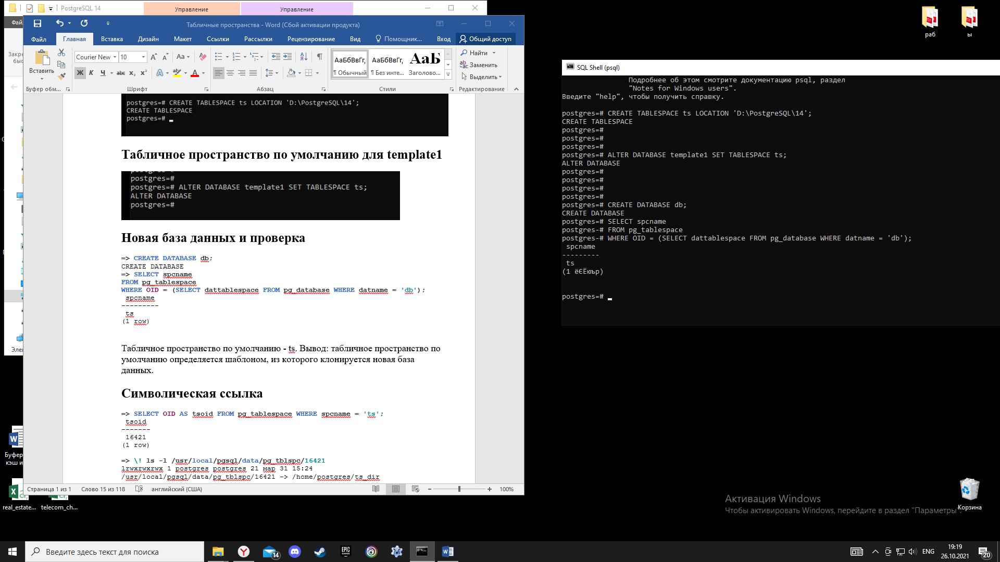 PostgreSQL 14
Управление
Управление
Табличные пространства - Word (Сбой активации продукта)
Файл
Главная
Вставка
Дизайн
Макет
Ссылки
Рассылки
Рецензирование
Вид
Помощник...
Вход
Общий доступ
Вставить
Courier New
10
Aa
Ж К Ч abc x₂ x²
АаБбВвГг,
АаБбВвГг,
АаБ
¶ Обычный
¶ Без инте...
Заголово...
Найти
Заменить
Выделить
Буфер обм...
Шрифт
Абзац
Стили
Редактирование
postgres=# CREATE TABLESPACE ts LOCATION 'D:\PostgreSQL\14';
CREATE TABLESPACE
postgres=#
Табличное пространство по умолчанию для template1
postgres=#
postgres=# ALTER DATABASE template1 SET TABLESPACE ts;
ALTER DATABASE
postgres=#
Новая база данных и проверка
=> CREATE DATABASE db;
CREATE DATABASE
=> SELECT spcname
FROM pg_tablespace
WHERE OID = (SELECT dattablespace FROM pg_database WHERE datname = 'db');
spcname
---------
ts
(1 row)
Табличное пространство по умолчанию - ts. Вывод: табличное пространство по
умолчанию определяется шаблоном, из которого клонируется новая база
данных.
Символическая ссылка
=> SELECT OID AS tsoid FROM pg_tablespace WHERE spcname = 'ts';
tsoid
-------
16421
(1 row)
=> \! ls -l /usr/local/pgsql/data/pg_tblspc/16421
lrwxrwxrwx 1 postgres postgres 21 мар 31 15:24
/usr/local/pgsql/data/pg_tblspc/16421 -> /home/postgres/ts_dir
Страница 1 из 1
Слово 15 из 118
английский (США)
100%
SQL Shell (psql)
Подробнее об этом смотрите документацию psql, раздел
"Notes for Windows users".
Введите "help", чтобы получить справку.
postgres=# CREATE TABLESPACE ts LOCATION 'D:\PostgreSQL\14';
CREATE TABLESPACE
postgres=#
postgres=#
postgres=#
postgres=# ALTER DATABASE template1 SET TABLESPACE ts;
ALTER DATABASE
postgres=#
postgres=#
postgres=#
postgres=#
postgres=# CREATE DATABASE db;
CREATE DATABASE
postgres=# SELECT spcname
postgres-# FROM pg_tablespace
postgres-# WHERE OID = (SELECT dattablespace FROM pg_database WHERE datname = 'db');
spcname
---------
ts
(1 ёЄЁюър)
postgres=#
раб
ы
real_estate...
telecom_ch...
Активация Windows
Чтобы активировать Windows, перейдите в раздел "Параметры".
Корзина
Введите здесь текст для поиска
14
EPIC
GAMES
ENG
19:19
26.10.2021
20